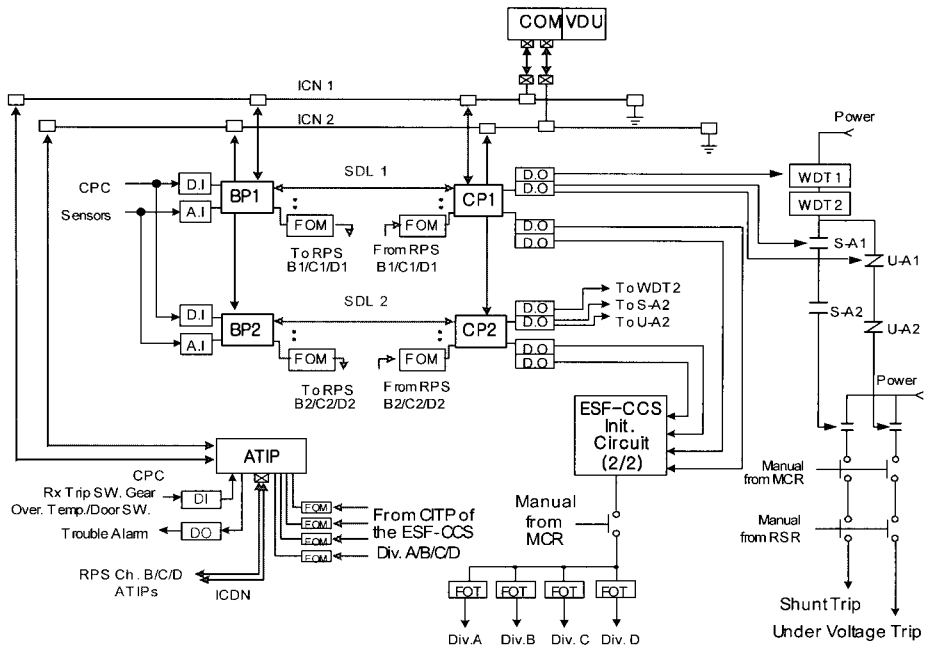 COM VDU
ICN 1
ICN 2
Power
CPC
Sensors
D.I
A.I
BP1
SDL 1
CP1
D.O
D.O
D.O
D.O
WDT1
WDT2
S-A1
U-A1
FOM
To RPS
B1/C1/D1
FOM
From RPS
B1/C1/D1
D.I
A.I
BP2
SDL 2
CP2
D.O
D.O
D.O
D.O
To WDT2
To S-A2
To U-A2
S-A2
U-A2
FOM
To RPS
B2/C2/D2
FOM
From RPS
B2/C2/D2
Power
ESF-CCS
Init.
Circuit
(2/2)
ATIP
CPC
Rx Trip SW. Gear
Over. Temp./Door SW.
DI
Trouble Alarm
DO
FOM
FOM
FOM
FOM
From CITP of
the ESF-CCS
Div. A/B/C/D
RPS Ch. B/C/D
ATIPs
ICDN
Manual
from
MCR
Manual
from MCR
Manual
from RSR
FOT
FOT
FOT
FOT
Div.A
Div.B
Div. C
Div. D
Shunt Trip
Under Voltage Trip